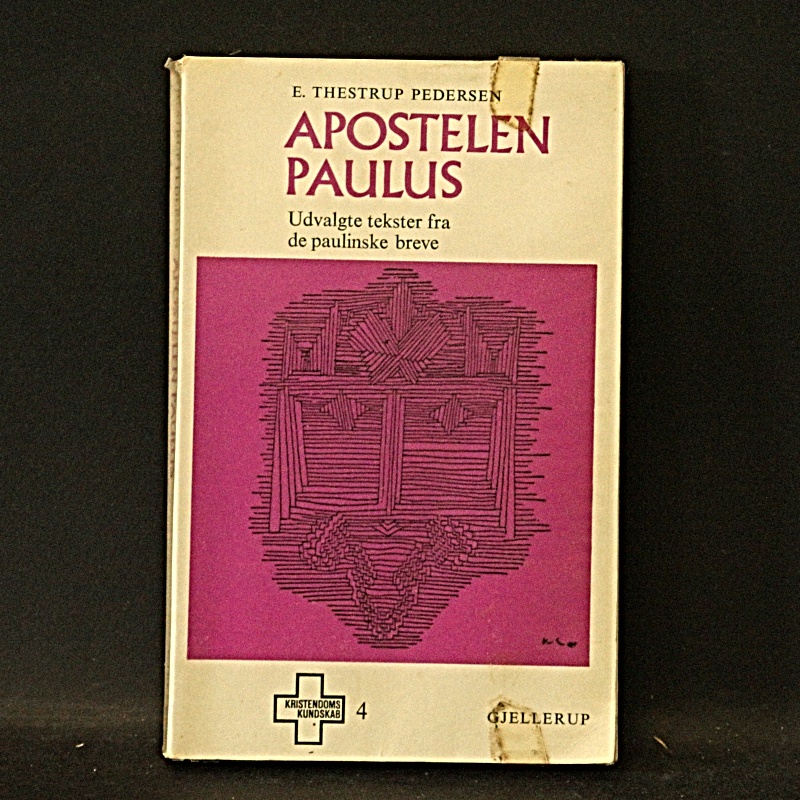 E. THESTRUP PEDERSEN
APOSTELEN
PAULUS
Udvalgte tekster fra
de paulinske breve
KRISTENDOMS
KUNDSKAB
4
GJELLERUP